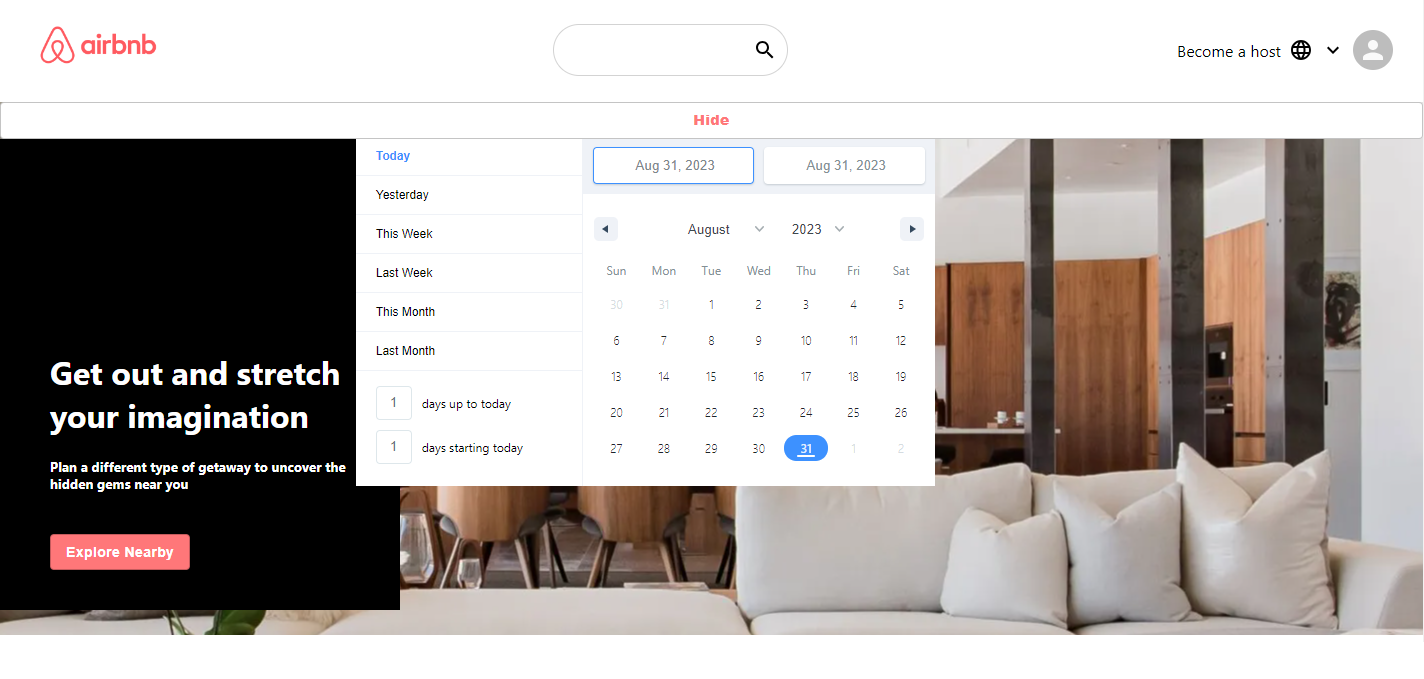 airbnb
Become a host
Hide
Today
Yesterday
This Week
Last Week
This Month
Last Month
1 days up to today
1 days starting today
Aug 31, 2023 Aug 31, 2023
August 2023
Sun Mon Tue Wed Thu Fri Sat
30 31 1 2 3 4 5
6 7 8 9 10 11 12
13 14 15 16 17 18 19
20 21 22 23 24 25 26
27 28 29 30 31 1 2
Get out and stretch
your imagination
Plan a different type of getaway to uncover the
hidden gems near you
Explore Nearby